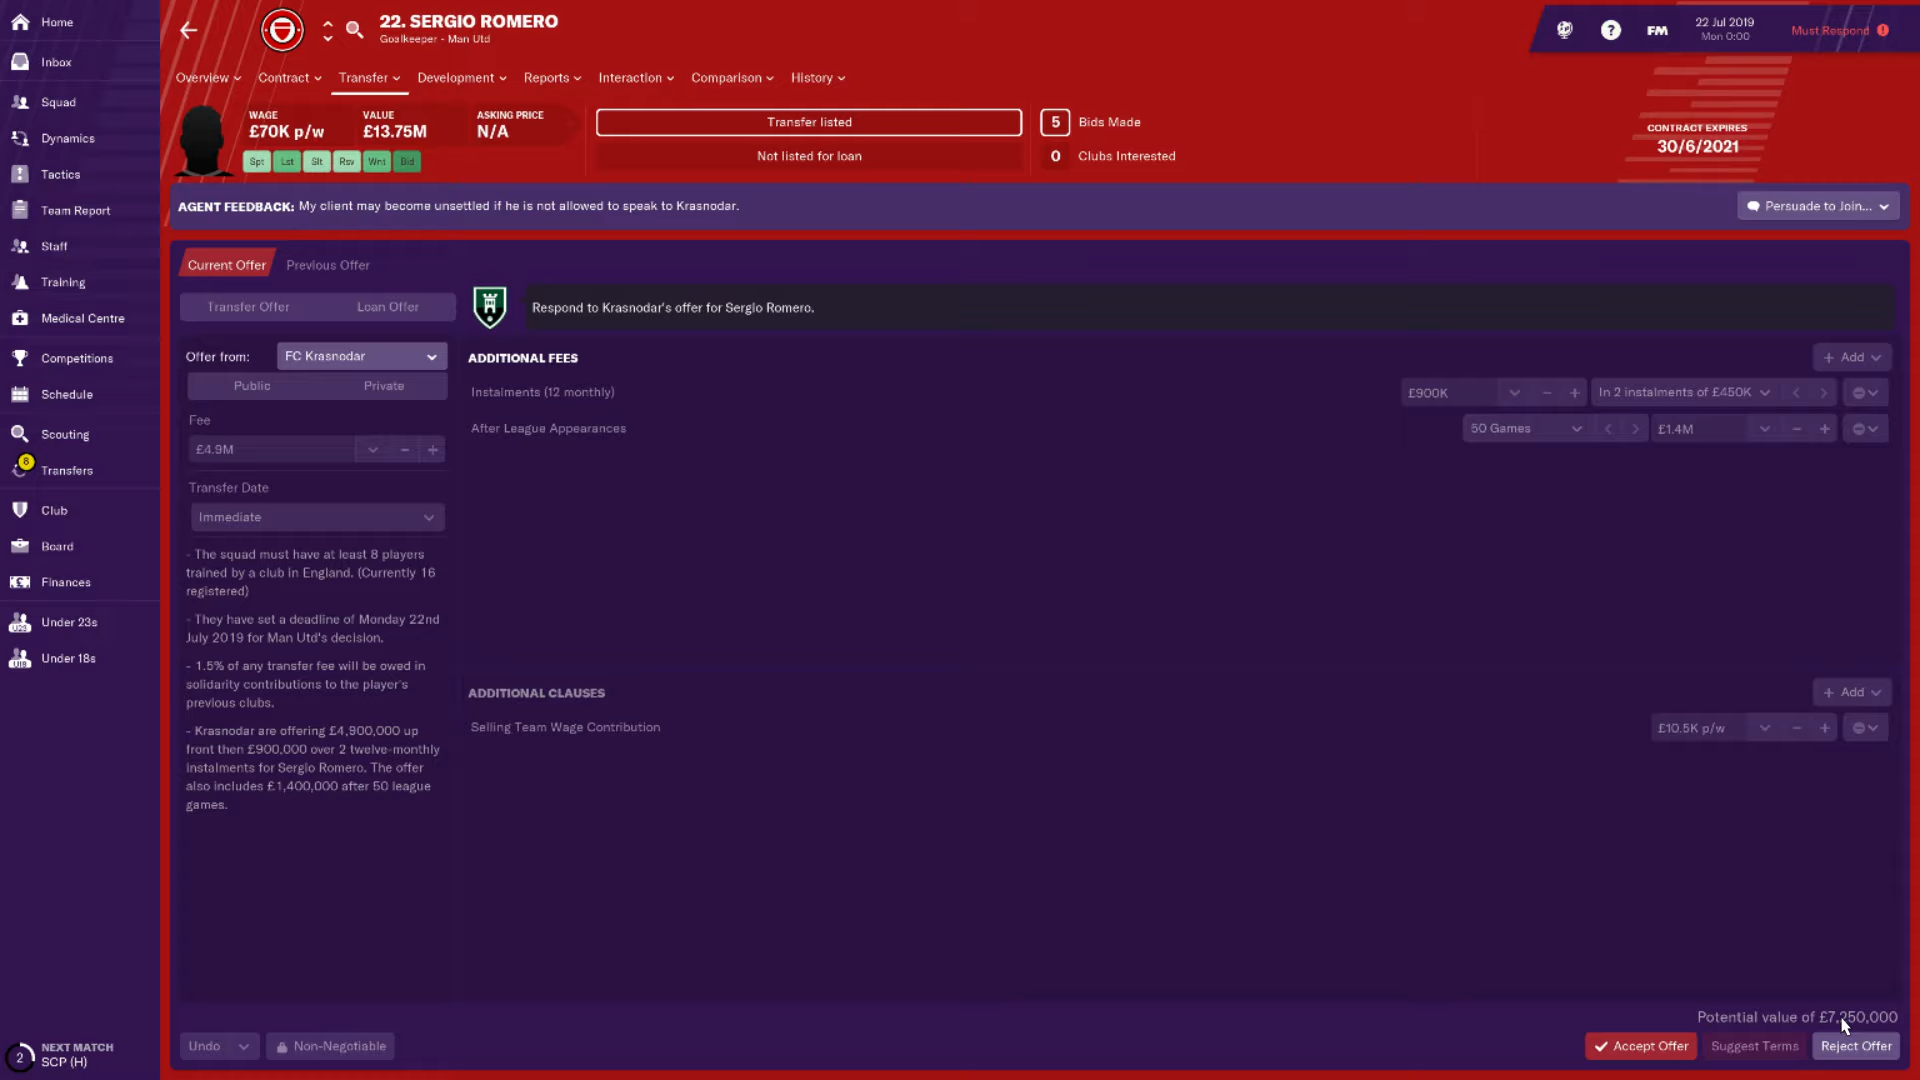 Home
Inbox
Squad
Dynamics
Tactics
Team Report
Staff
Training
Medical Centre
Competitions
Schedule
Scouting
6
Transfers
Club
Board
Finances
U23
Under 23s
U18
Under 18s
2
NEXT MATCH
SCP (H)
22. SERGIO ROMERO
Goalkeeper - Man Utd
FM
22 Jul 2019
Mon 0:00
Must Respond
Overview
Contract
Transfer
Development
Reports
Interaction
Comparison
History
WAGE
£70K p/w
VALUE
£13.75M
ASKING PRICE
N/A
Spt Lst Slt Rsv Wnt Bid
Transfer listed
Not listed for loan
5 Bids Made
0 Clubs Interested
CONTRACT EXPIRES
30/6/2021
AGENT FEEDBACK: My client may become unsettled if he is not allowed to speak to Krasnodar.
Persuade to Join...
Current Offer Previous Offer
Transfer Offer Loan Offer
Respond to Krasnodar's offer for Sergio Romero.
Offer from: FC Krasnodar
Public Private
Fee
£4.9M
Transfer Date
Immediate
- The squad must have at least 8 players
trained by a club in England. (Currently 16
registered)
- They have set a deadline of Monday 22nd
July 2019 for Man Utd's decision.
- 1.5% of any transfer fee will be owed in
solidarity contributions to the player's
previous clubs.
- Krasnodar are offering £4,900,000 up
front then £900,000 over 2 twelve-monthly
instalments for Sergio Romero. The offer
also includes £1,400,000 after 50 league
games.
ADDITIONAL FEES
+ Add
Instalments (12 monthly) £900K In 2 instalments of £450K
After League Appearances 50 Games £1.4M
ADDITIONAL CLAUSES
+ Add
Selling Team Wage Contribution £10.5K p/w
Potential value of £7,250,000
Undo Non-Negotiable Accept Offer Suggest Terms Reject Offer